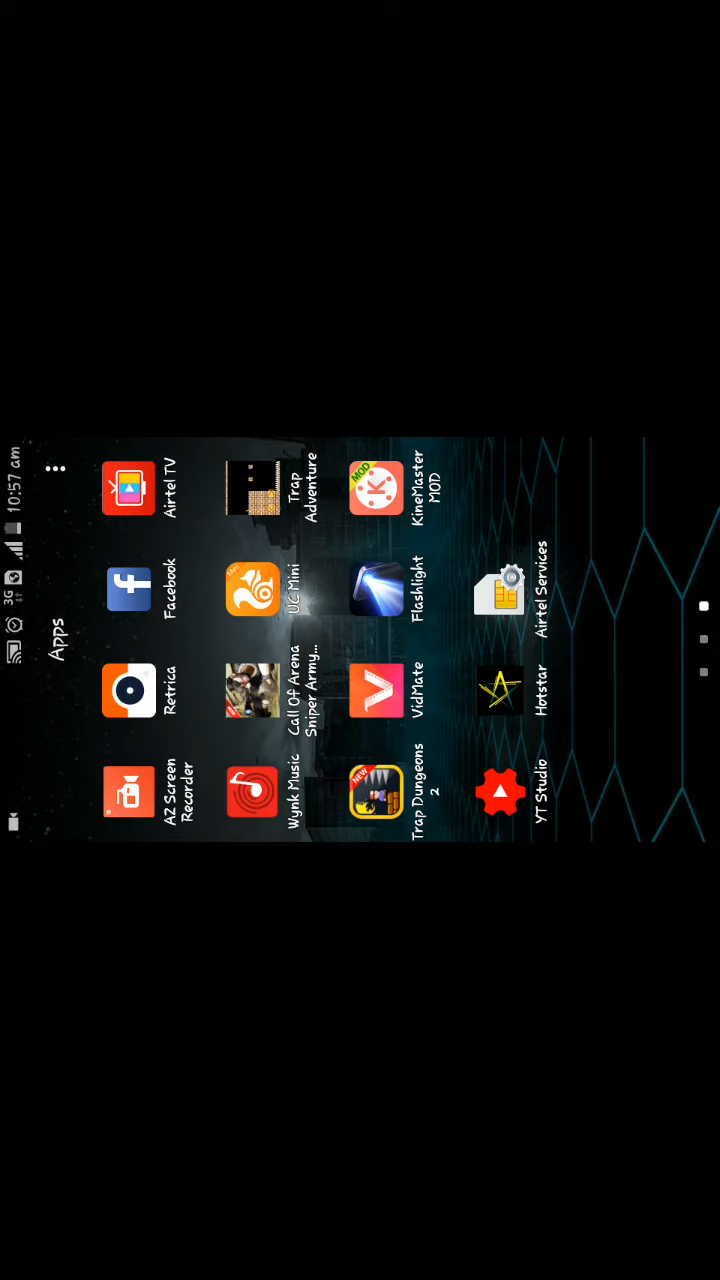 3G 10:57 am
Apps
AZ Screen
Recorder
Retrica
Facebook
Airtel TV
Wynk Music
Call Of Arena
Sniper Army...
UC Mini
Trap
Adventure
Trap Dungeons
2
VidMate
Flashlight
KineMaster
MOD
YT Studio
Hotstar
Airtel Services
NEW
MOD